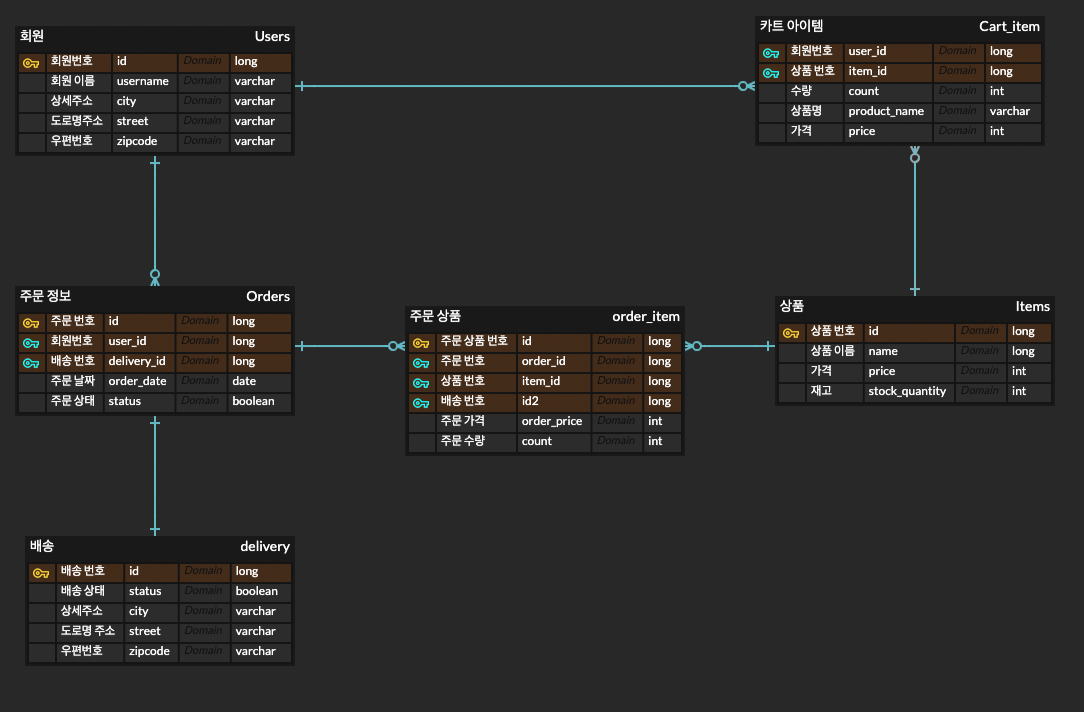 회원 Users
회원번호 id Domain long
회원 이름 username Domain varchar
상세주소 city Domain varchar
도로명주소 street Domain varchar
우편번호 zipcode Domain varchar
카트 아이템 Cart_item
회원번호 user_id Domain long
상품 번호 item_id Domain long
수량 count Domain int
상품명 product_name Domain varchar
가격 price Domain int
주문 정보 Orders
주문 번호 id Domain long
회원번호 user_id Domain long
배송 번호 delivery_id Domain long
주문 날짜 order_date Domain date
주문 상태 status Domain boolean
주문 상품 order_item
주문 상품 번호 id Domain long
주문 번호 order_id Domain long
상품 번호 item_id Domain long
배송 번호 id2 Domain long
주문 가격 order_price Domain int
주문 수량 count Domain int
상품 Items
상품 번호 id Domain long
상품 이름 name Domain long
가격 price Domain int
재고 stock_quantity Domain int
배송 delivery
배송 번호 id Domain long
배송 상태 status Domain boolean
상세주소 city Domain varchar
도로명 주소 street Domain varchar
우편번호 zipcode Domain varchar